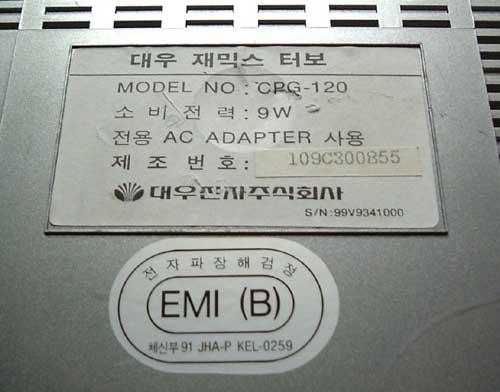 대우 재믹스 터보
MODEL NO : CPG-120
소 비 전 력 : 9W
전용 AC ADAPTER 사용
제 조 번 호 : 109C300855
대우전자주식회사
S/N : 99V9341000
전 자 파 장 해 검 정
EMI (B)
체신부 91 JHA-P KEL-0259